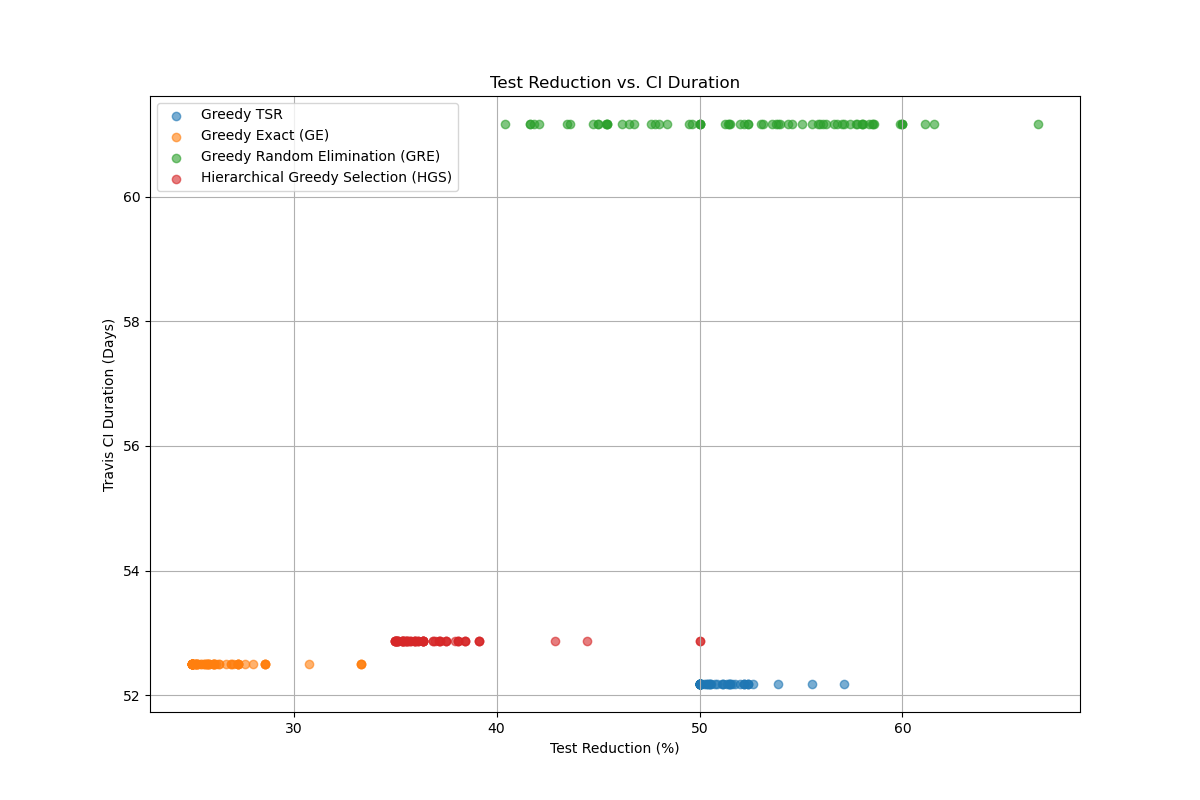 Test Reduction vs. CI Duration
Greedy TSR
Greedy Exact (GE)
Greedy Random Elimination (GRE)
Hierarchical Greedy Selection (HGS)
Travis CI Duration (Days)
60
58
56
54
52
30 40 50 60
Test Reduction (%)